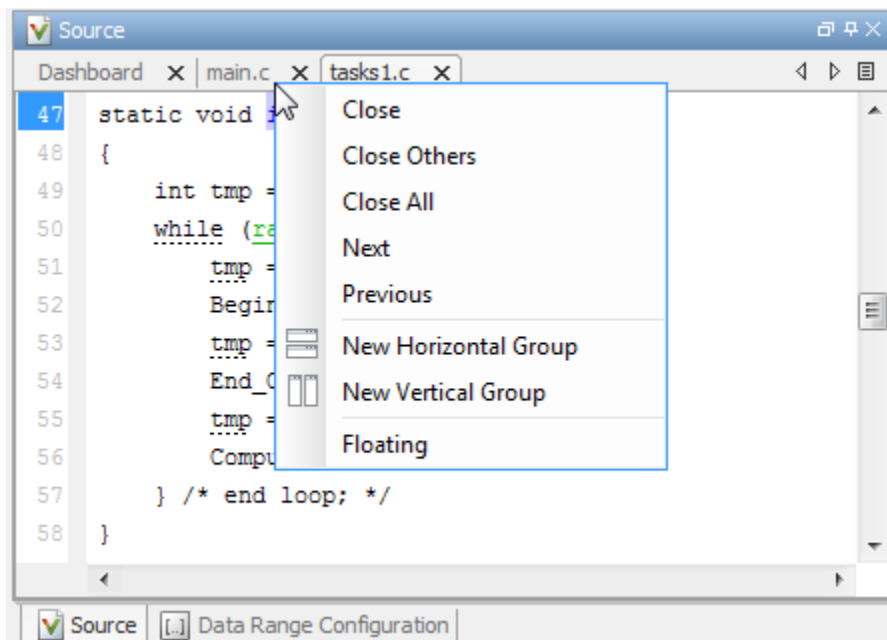 Source
Dashboard main.c tasks1.c
47 static void
48 {
49 int tmp =
50 while (ra
51 tmp =
52 Begin
53 tmp =
54 End_C
55 tmp =
56 Compu
57 } /* end loop; */
58 }
Close
Close Others
Close All
Next
Previous
New Horizontal Group
New Vertical Group
Floating
Source [..] Data Range Configuration